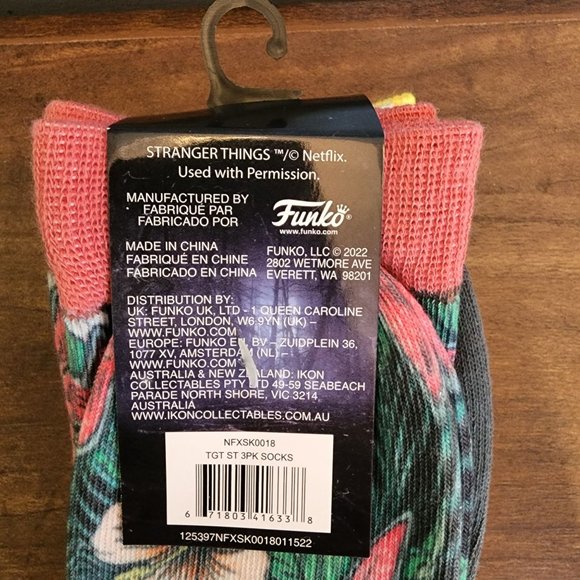 STRANGER THINGS ™/© Netflix.
Used with Permission.
MANUFACTURED BY
FABRIQUÉ PAR
FABRICADO POR
Funko®
www.funko.com
MADE IN CHINA
FABRIQUÉ EN CHINE
FABRICADO EN CHINA
FUNKO, LLC © 2022
2802 WETMORE AVE
EVERETT, WA 98201
DISTRIBUTION BY:
UK: FUNKO UK, LTD - 1 QUEEN CAROLINE
STREET, LONDON, W6 9YN (UK) –
WWW.FUNKO.COM
EUROPE: FUNKO EU, BV – ZUIDPLEIN 36,
1077 XV, AMSTERDAM (NL) –
WWW.FUNKO.COM
AUSTRALIA & NEW ZEALAND: IKON
COLLECTABLES PTY LTD 49-59 SEABEACH
PARADE NORTH SHORE, VIC 3214
AUSTRALIA
WWW.IKONCOLLECTABLES.COM.AU
NFXSK0018
TGT ST 3PK SOCKS
6 71803 41633 8
125397NFXSK0018011522